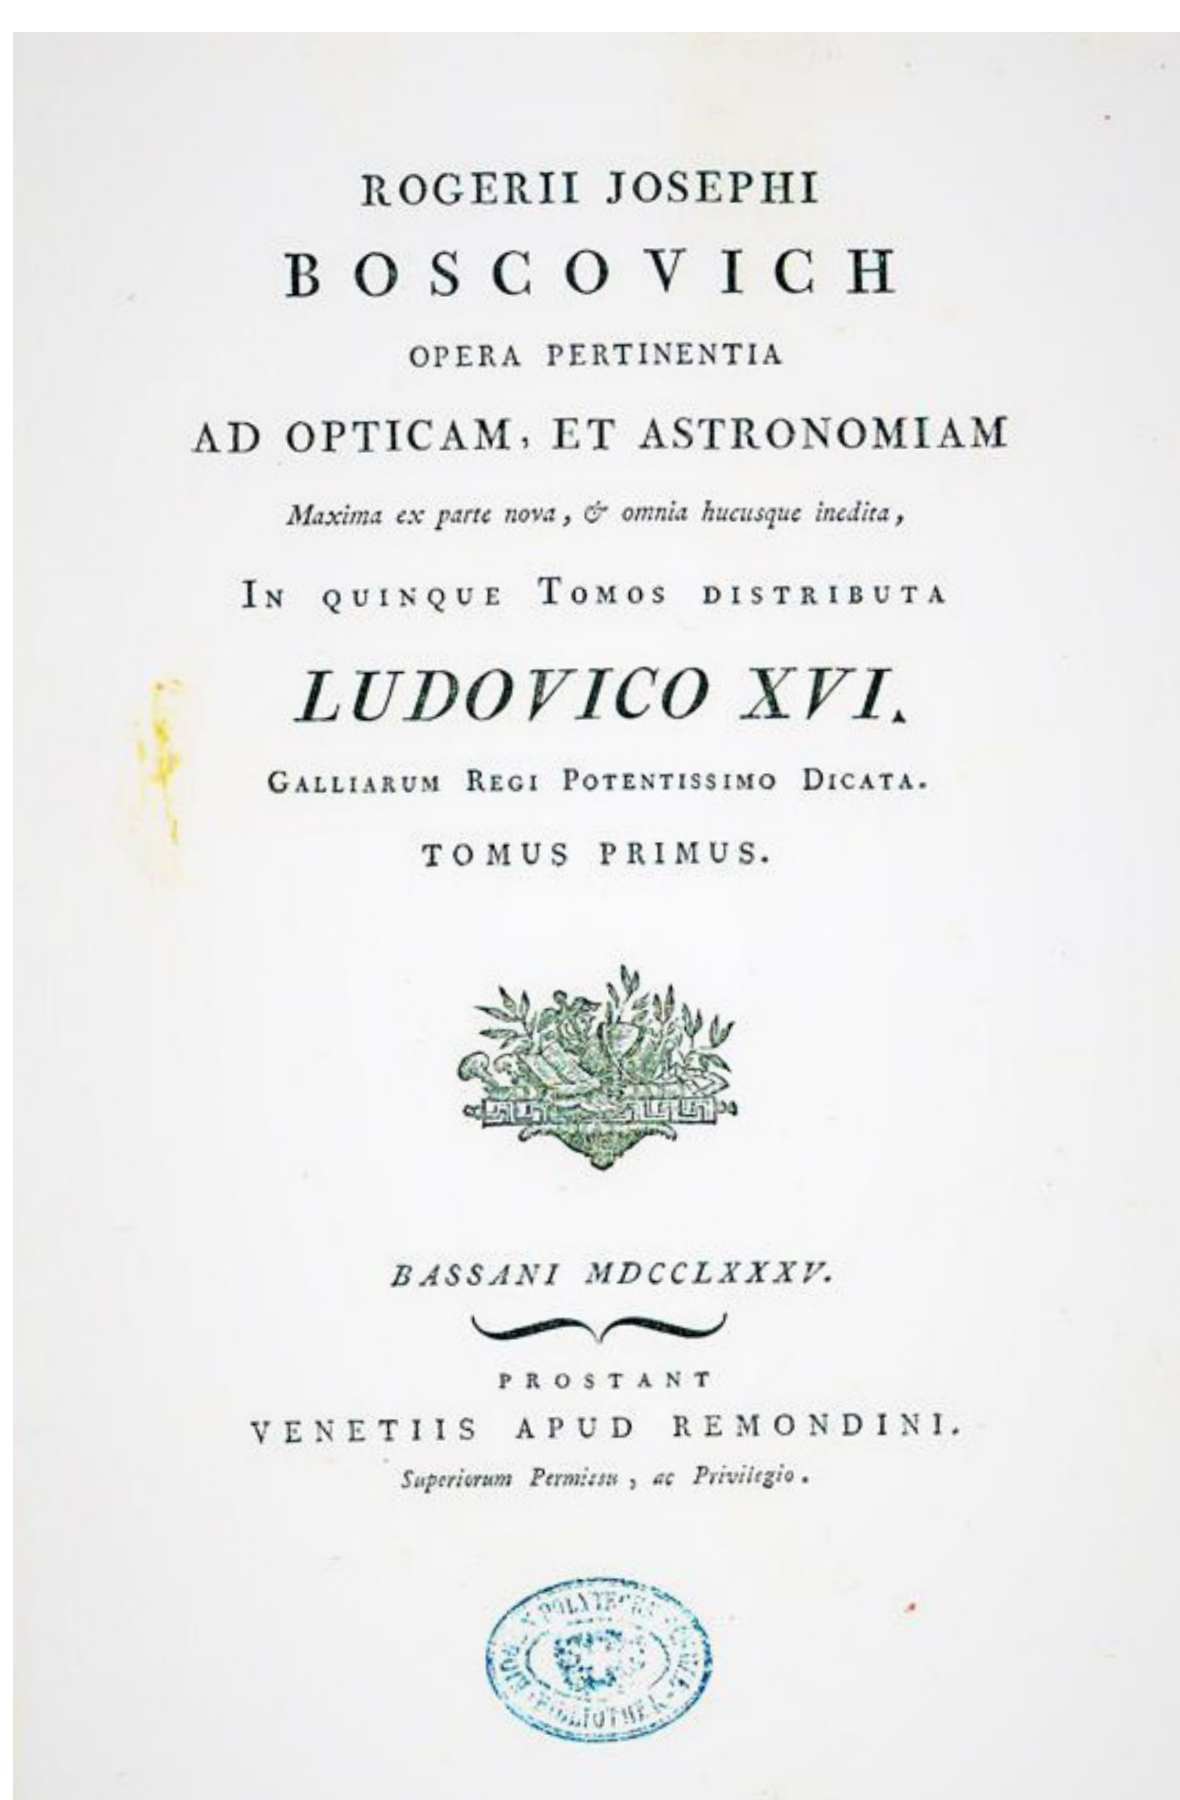 ROGERII JOSEPHI
BOSCOVICH
OPERA PERTINENTIA
AD OPTICAM, ET ASTRONOMIAM
Maxima ex parte nova, & omnia hucusque inedita,
IN QUINQUE TOMOS DISTRIBUTA
LUDOVICO XVI.
GALLIARUM REGI POTENTISSIMO DICATA.
TOMUS PRIMUS.
BASSANI MDCCLXXXV.
PROSTANT
VENETIIS APUD REMONDINI.
Superiorum Permissu, ac Privilegio.